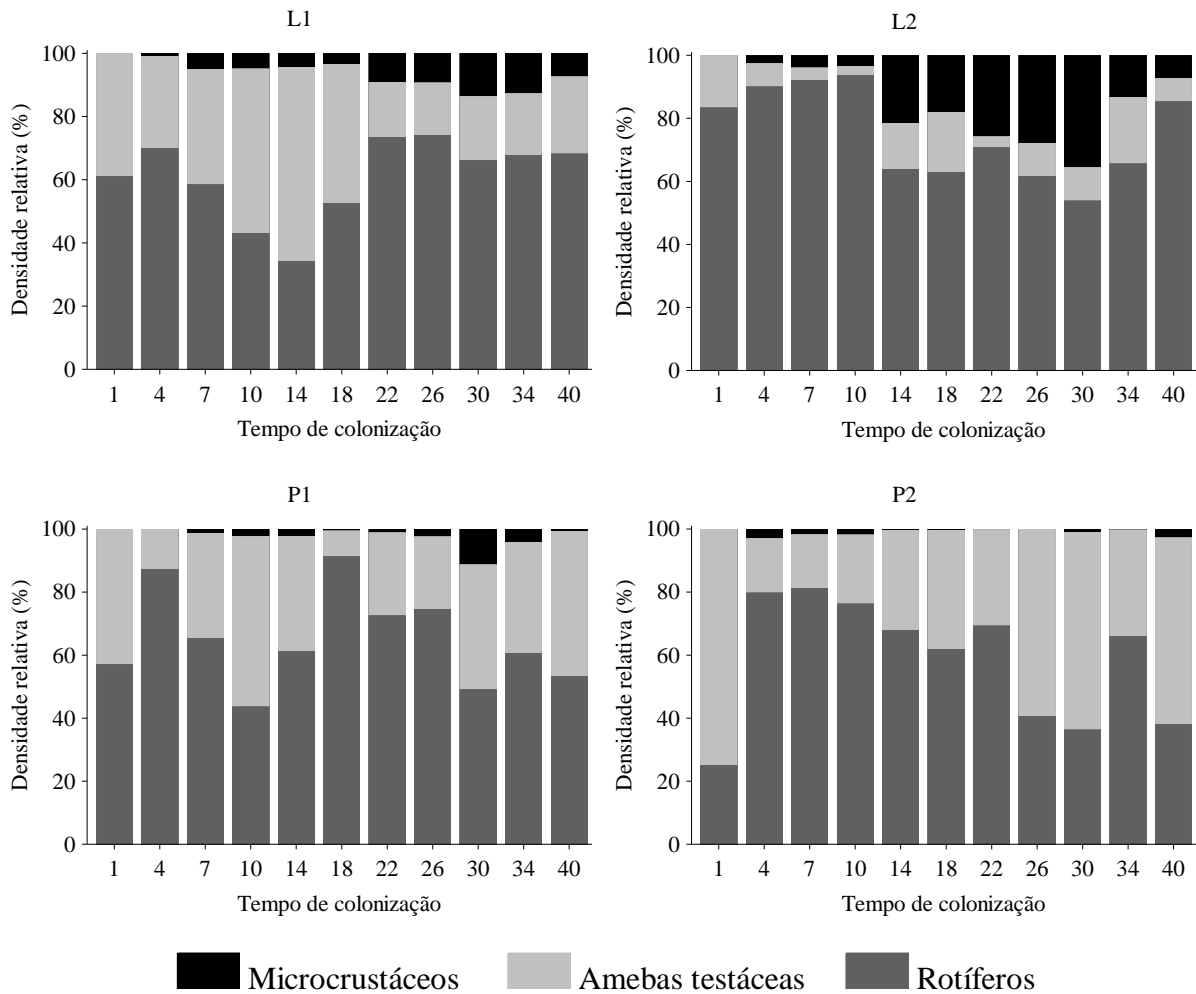 L1
Densidade relativa (%)
100
80
60
40
20
0
1 4 7 10 14 18 22 26 30 34 40
Tempo de colonização
L2
Densidade relativa (%)
100
80
60
40
20
0
1 4 7 10 14 18 22 26 30 34 40
Tempo de colonização
P1
Densidade relativa (%)
100
80
60
40
20
0
1 4 7 10 14 18 22 26 30 34 40
Tempo de colonização
P2
Densidade relativa (%)
100
80
60
40
20
0
1 4 7 10 14 18 22 26 30 34 40
Tempo de colonização
Microcrustáceos Amebas testáceas Rotíferos